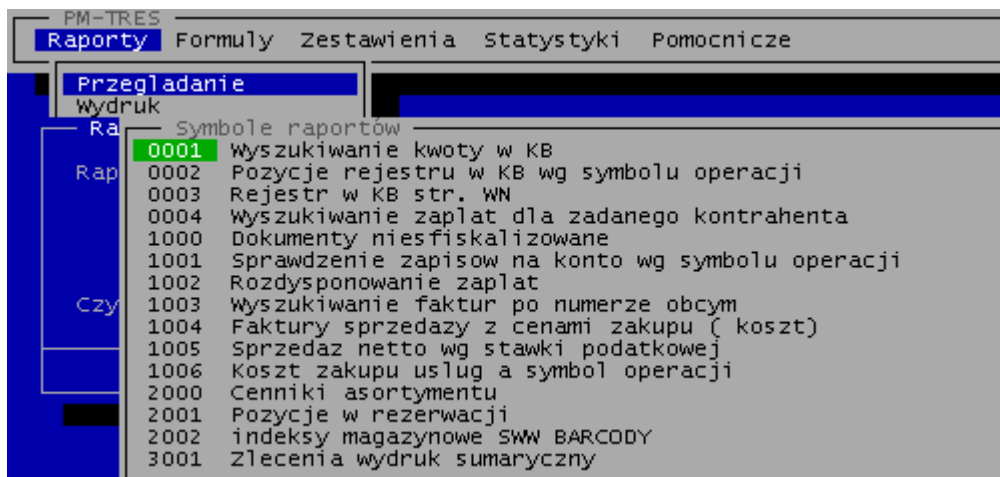 PM-TRES
Raporty Formuly Zestawienia Statystyki Pomocnicze
Przegladanie
Wydruk
Ra
Symbole raportów
0001 Wyszukiwanie kwoty w KB
Rap
0002 Pozycje rejestru w KB wg symbolu operacji
0003 Rejestr w KB str. WN
0004 Wyszukiwanie zaplat dla zadanego kontrahenta
1000 Dokumenty niesfiskalizowane
1001 Sprawdzenie zapisow na konto wg symbolu operacji
1002 Rozdysponowanie zaplat
Czy
1003 Wyszukiwanie faktur po numerze obcym
1004 Faktury sprzedazy z cenami zakupu ( koszt)
1005 Sprzedaz netto wg stawki podatkowej
1006 Koszt zakupu uslug a symbol operacji
2000 Cenniki asortymentu
2001 Pozycje w rezerwacji
2002 indeksy magazynowe SWW BARCODY
3001 Zlecenia wydruk sumaryczny